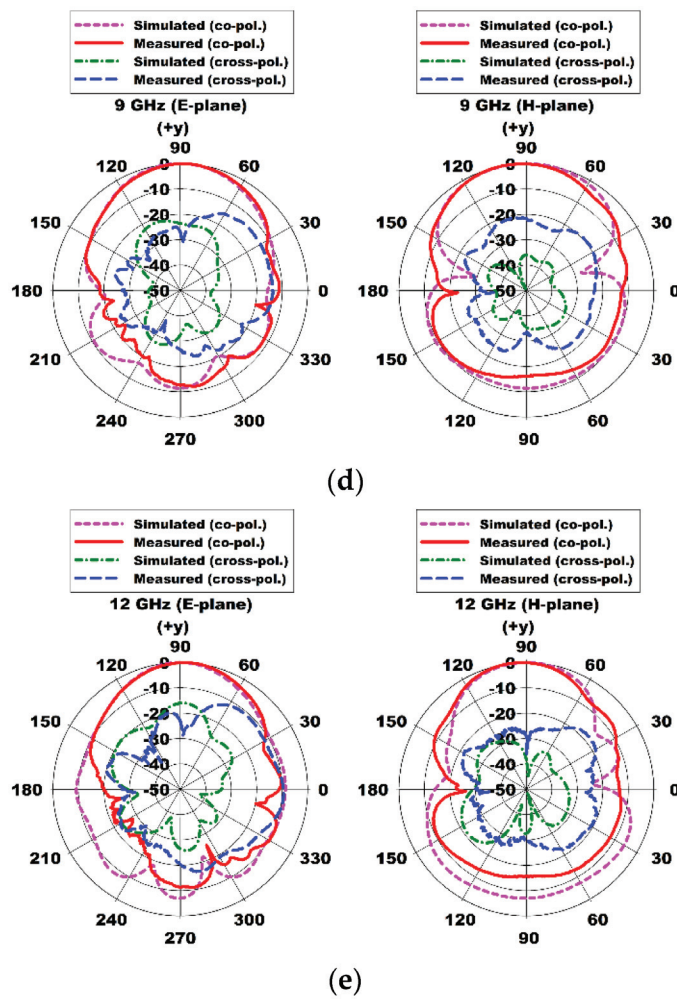 Simulated (co-pol.)
Measured (co-pol.)
Simulated (cross-pol.)
Measured (cross-pol.)
9 GHz (E-plane)
(+y)
90
120 60
150 30
180 0
210 330
240 300
270
0
-10
-20
-30
-40
-50
Simulated (co-pol.)
Measured (co-pol.)
Simulated (cross-pol.)
Measured (cross-pol.)
9 GHz (H-plane)
(+y)
90
120 60
150 30
180 0
150 30
120 60
90
0
-10
-20
-30
-40
-50
(d)
Simulated (co-pol.)
Measured (co-pol.)
Simulated (cross-pol.)
Measured (cross-pol.)
12 GHz (E-plane)
(+y)
90
120 60
150 30
180 0
210 330
240 300
270
0
-10
-20
-30
-40
-50
Simulated (co-pol.)
Measured (co-pol.)
Simulated (cross-pol.)
Measured (cross-pol.)
12 GHz (H-plane)
(+y)
90
120 60
150 30
180 0
150 30
120 60
90
0
-10
-20
-30
-40
-50
(e)